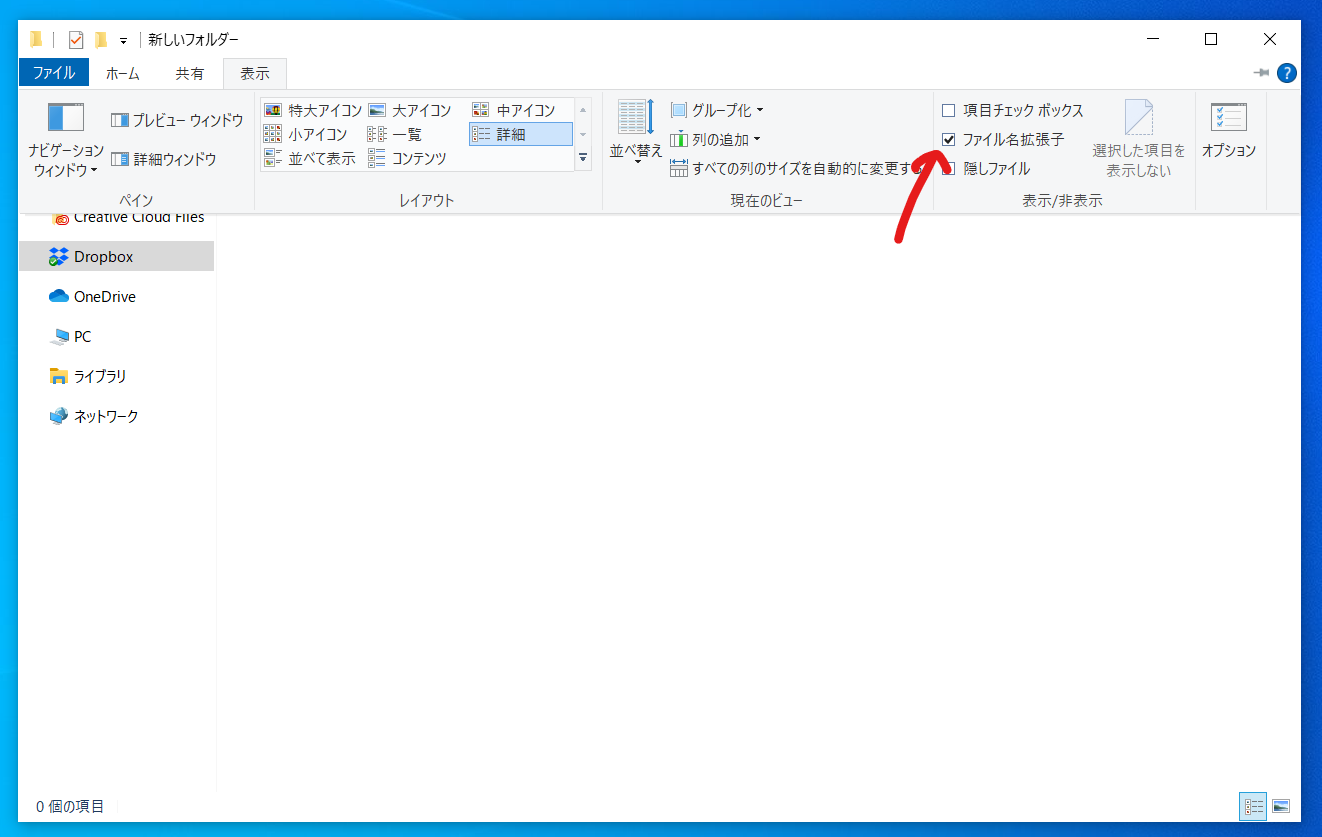 新しいフォルダー
ファイル
ホーム
共有
表示
?
ナビゲーション
ウィンドウ
プレビュー ウィンドウ
詳細ウィンドウ
ペイン
特大アイコン
大アイコン
中アイコン
小アイコン
一覧
詳細
並べて表示
コンテンツ
レイアウト
並べ替え
グループ化
列の追加
すべての列のサイズを自動的に変更す
現在のビュー
項目チェック ボックス
ファイル名拡張子
隠しファイル
選択した項目を
表示しない
表示/非表示
オプション
Creative Cloud Files
Dropbox
OneDrive
PC
ライブラリ
ネットワーク
0 個の項目